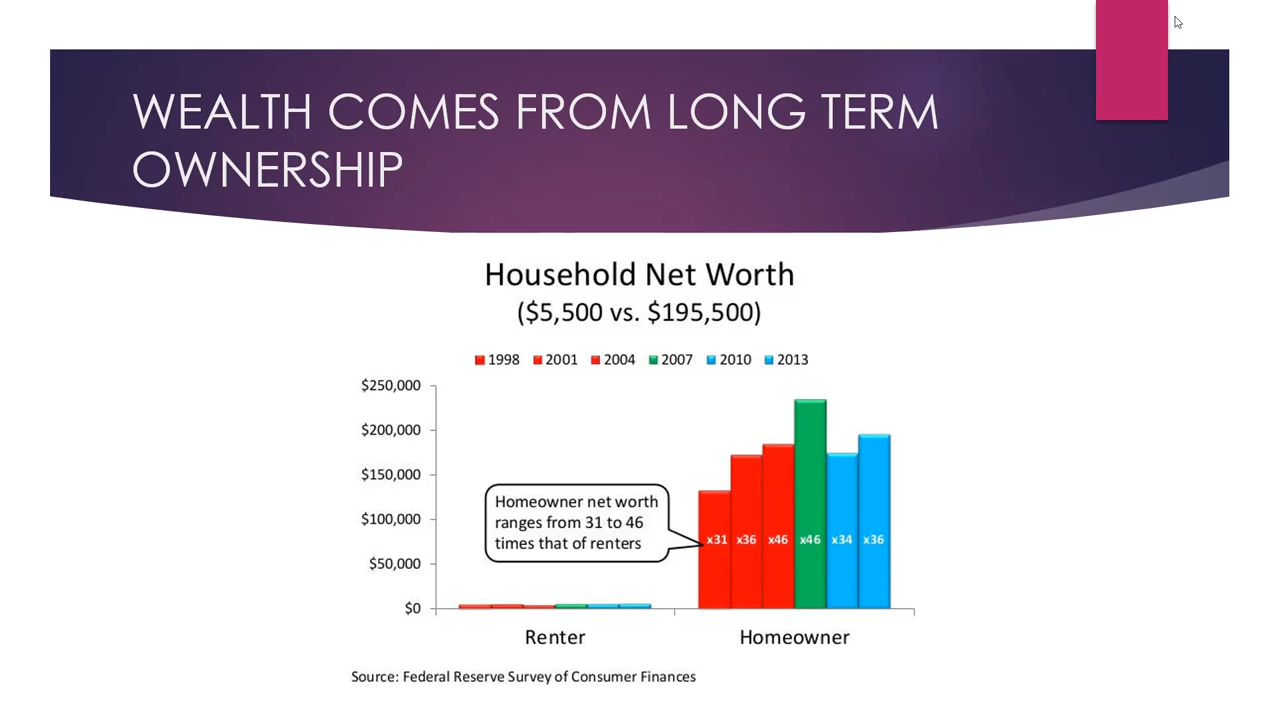 WEALTH COMES FROM LONG TERM
OWNERSHIP
Household Net Worth
($5,500 vs. $195,500)
1998 2001 2004 2007 2010 2013
$250,000
$200,000
$150,000
$100,000
$50,000
$0
Homeowner net worth
ranges from 31 to 46
times that of renters
x31 x36 x46 x46 x34 x36
Renter Homeowner
Source: Federal Reserve Survey of Consumer Finances